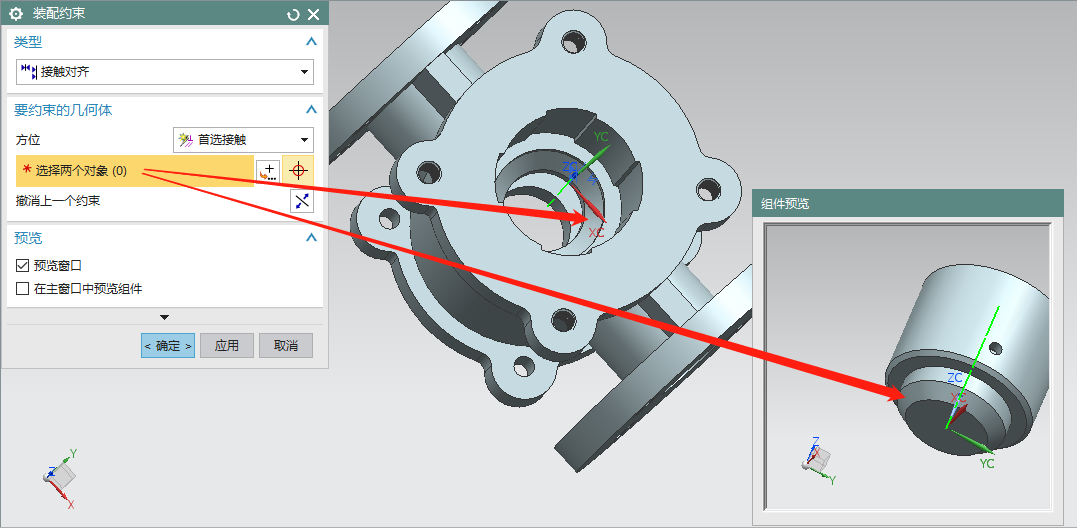 装配约束
类型
接触对齐
要约束的几何体
方位
首选接触
* 选择两个对象 (0)
撤消上一个约束
预览
预览窗口
在主窗口中预览组件
< 确定 >
应用
取消
YC
ZC
XC
Z
Y
X
组件预览
ZC
XC
YC
Z
X
Y